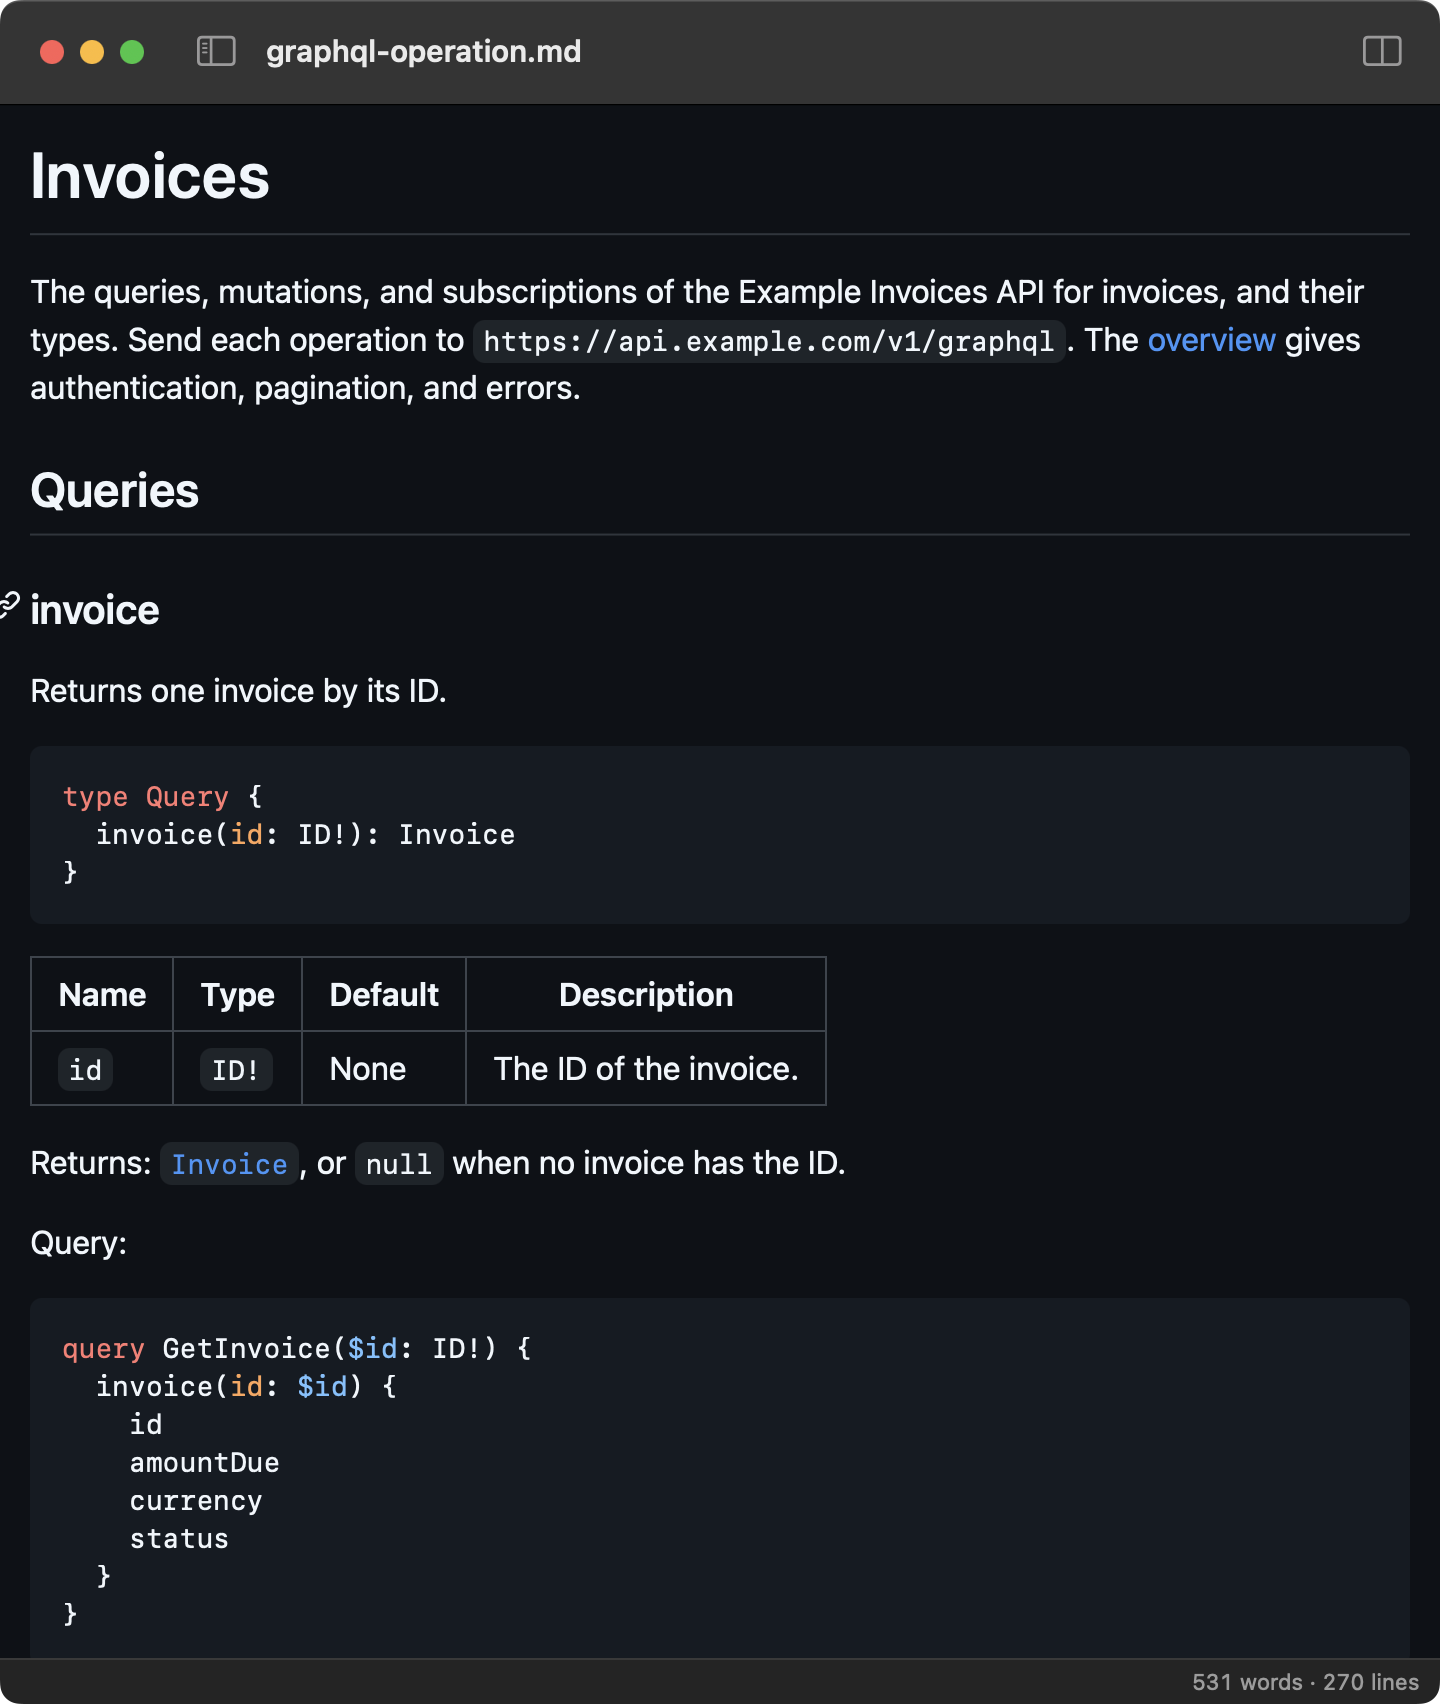 graphql-operation.md
Invoices
The queries, mutations, and subscriptions of the Example Invoices API for invoices, and their
types. Send each operation to https://api.example.com/v1/graphql. The overview gives
authentication, pagination, and errors.
Queries
invoice
Returns one invoice by its ID.
type Query {
  invoice(id: ID!): Invoice
}
Name Type Default Description
id ID! None The ID of the invoice.
Returns: Invoice, or null when no invoice has the ID.
Query:
query GetInvoice($id: ID!) {
  invoice(id: $id) {
    id
    amountDue
    currency
    status
  }
}
531 words · 270 lines